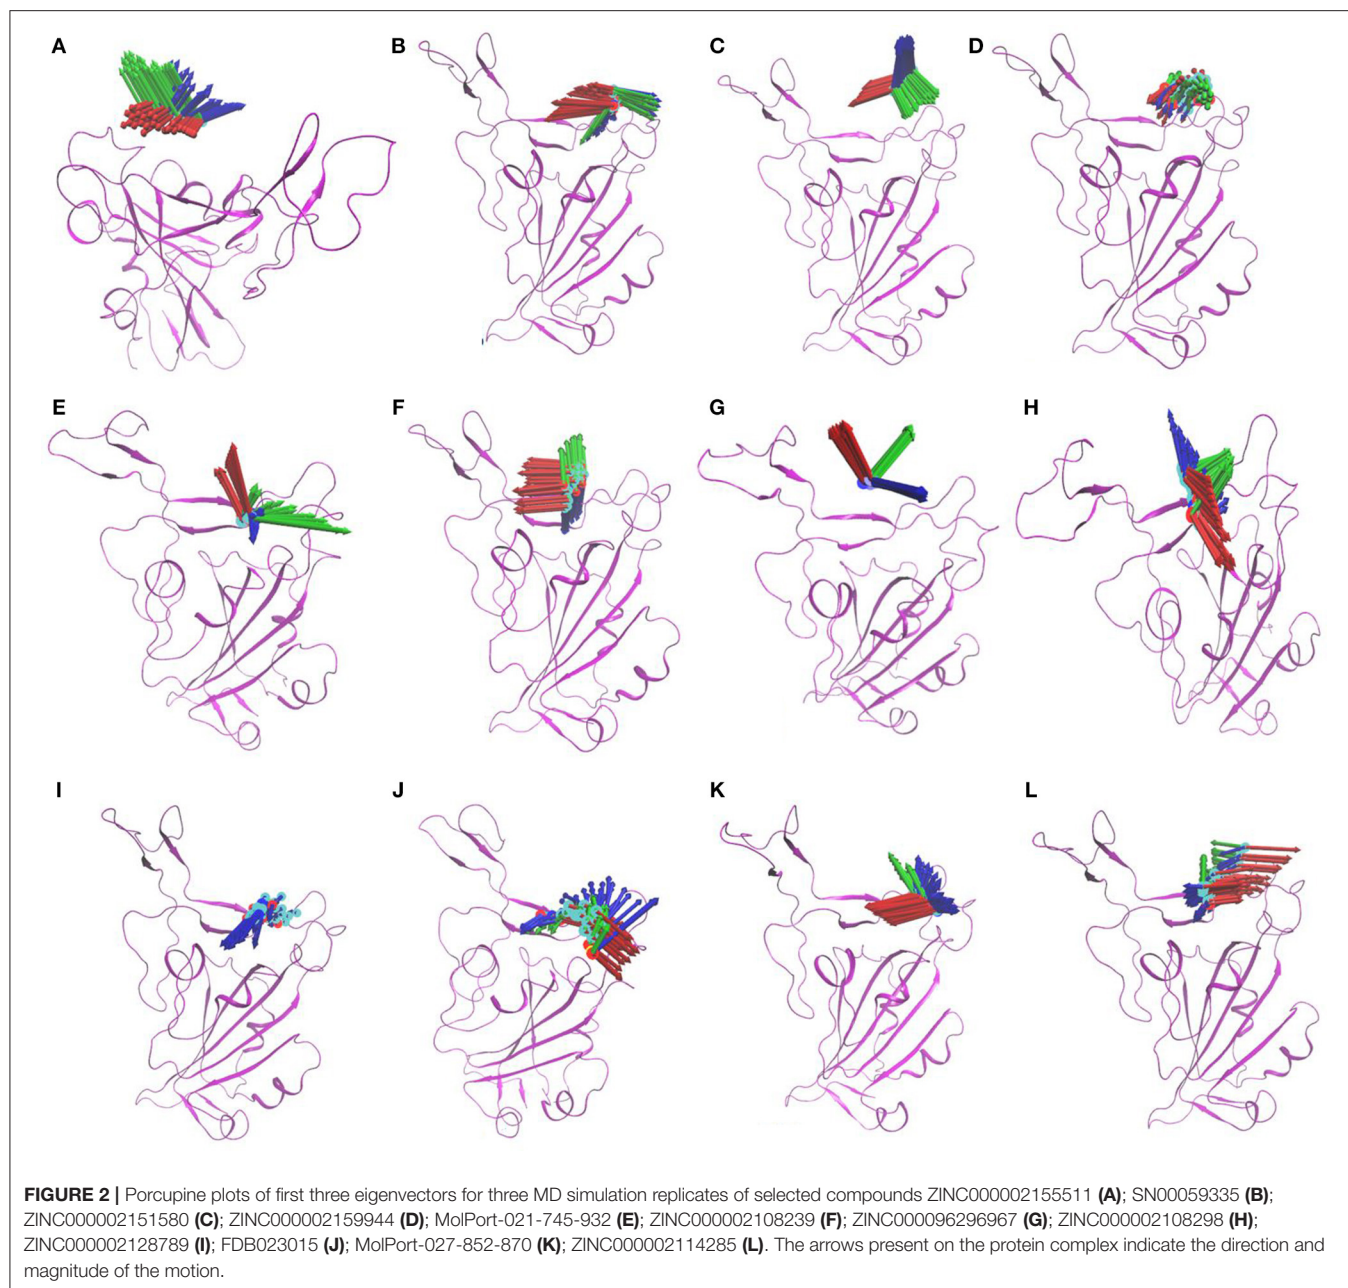 A
B
C
D
E
F
G
H
I
J
K
L
FIGURE 2 | Porcupine plots of first three eigenvectors for three MD simulation replicates of selected compounds ZINC000002155511 (A); SN00059335 (B);
ZINC000002151580 (C); ZINC000002159944 (D); MolPort-021-745-932 (E); ZINC000002108239 (F); ZINC000096296967 (G); ZINC000002108298 (H);
ZINC000002128789 (I); FDB023015 (J); MolPort-027-852-870 (K); ZINC000002114285 (L). The arrows present on the protein complex indicate the direction and
magnitude of the motion.